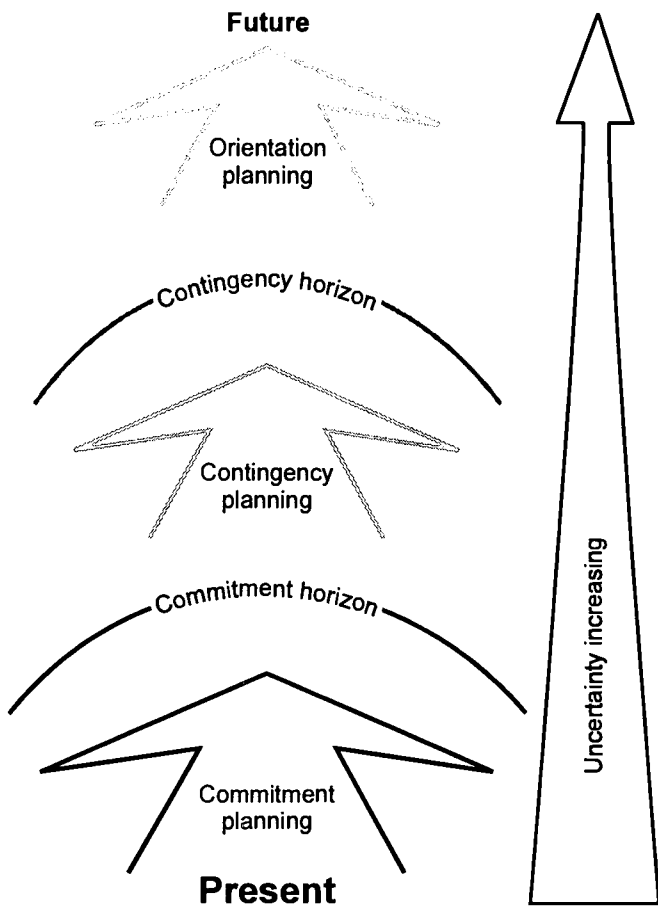 Future
Orientation
planning
Contingency horizon
Contingency
planning
Commitment horizon
Commitment
planning
Present
Uncertainty increasing